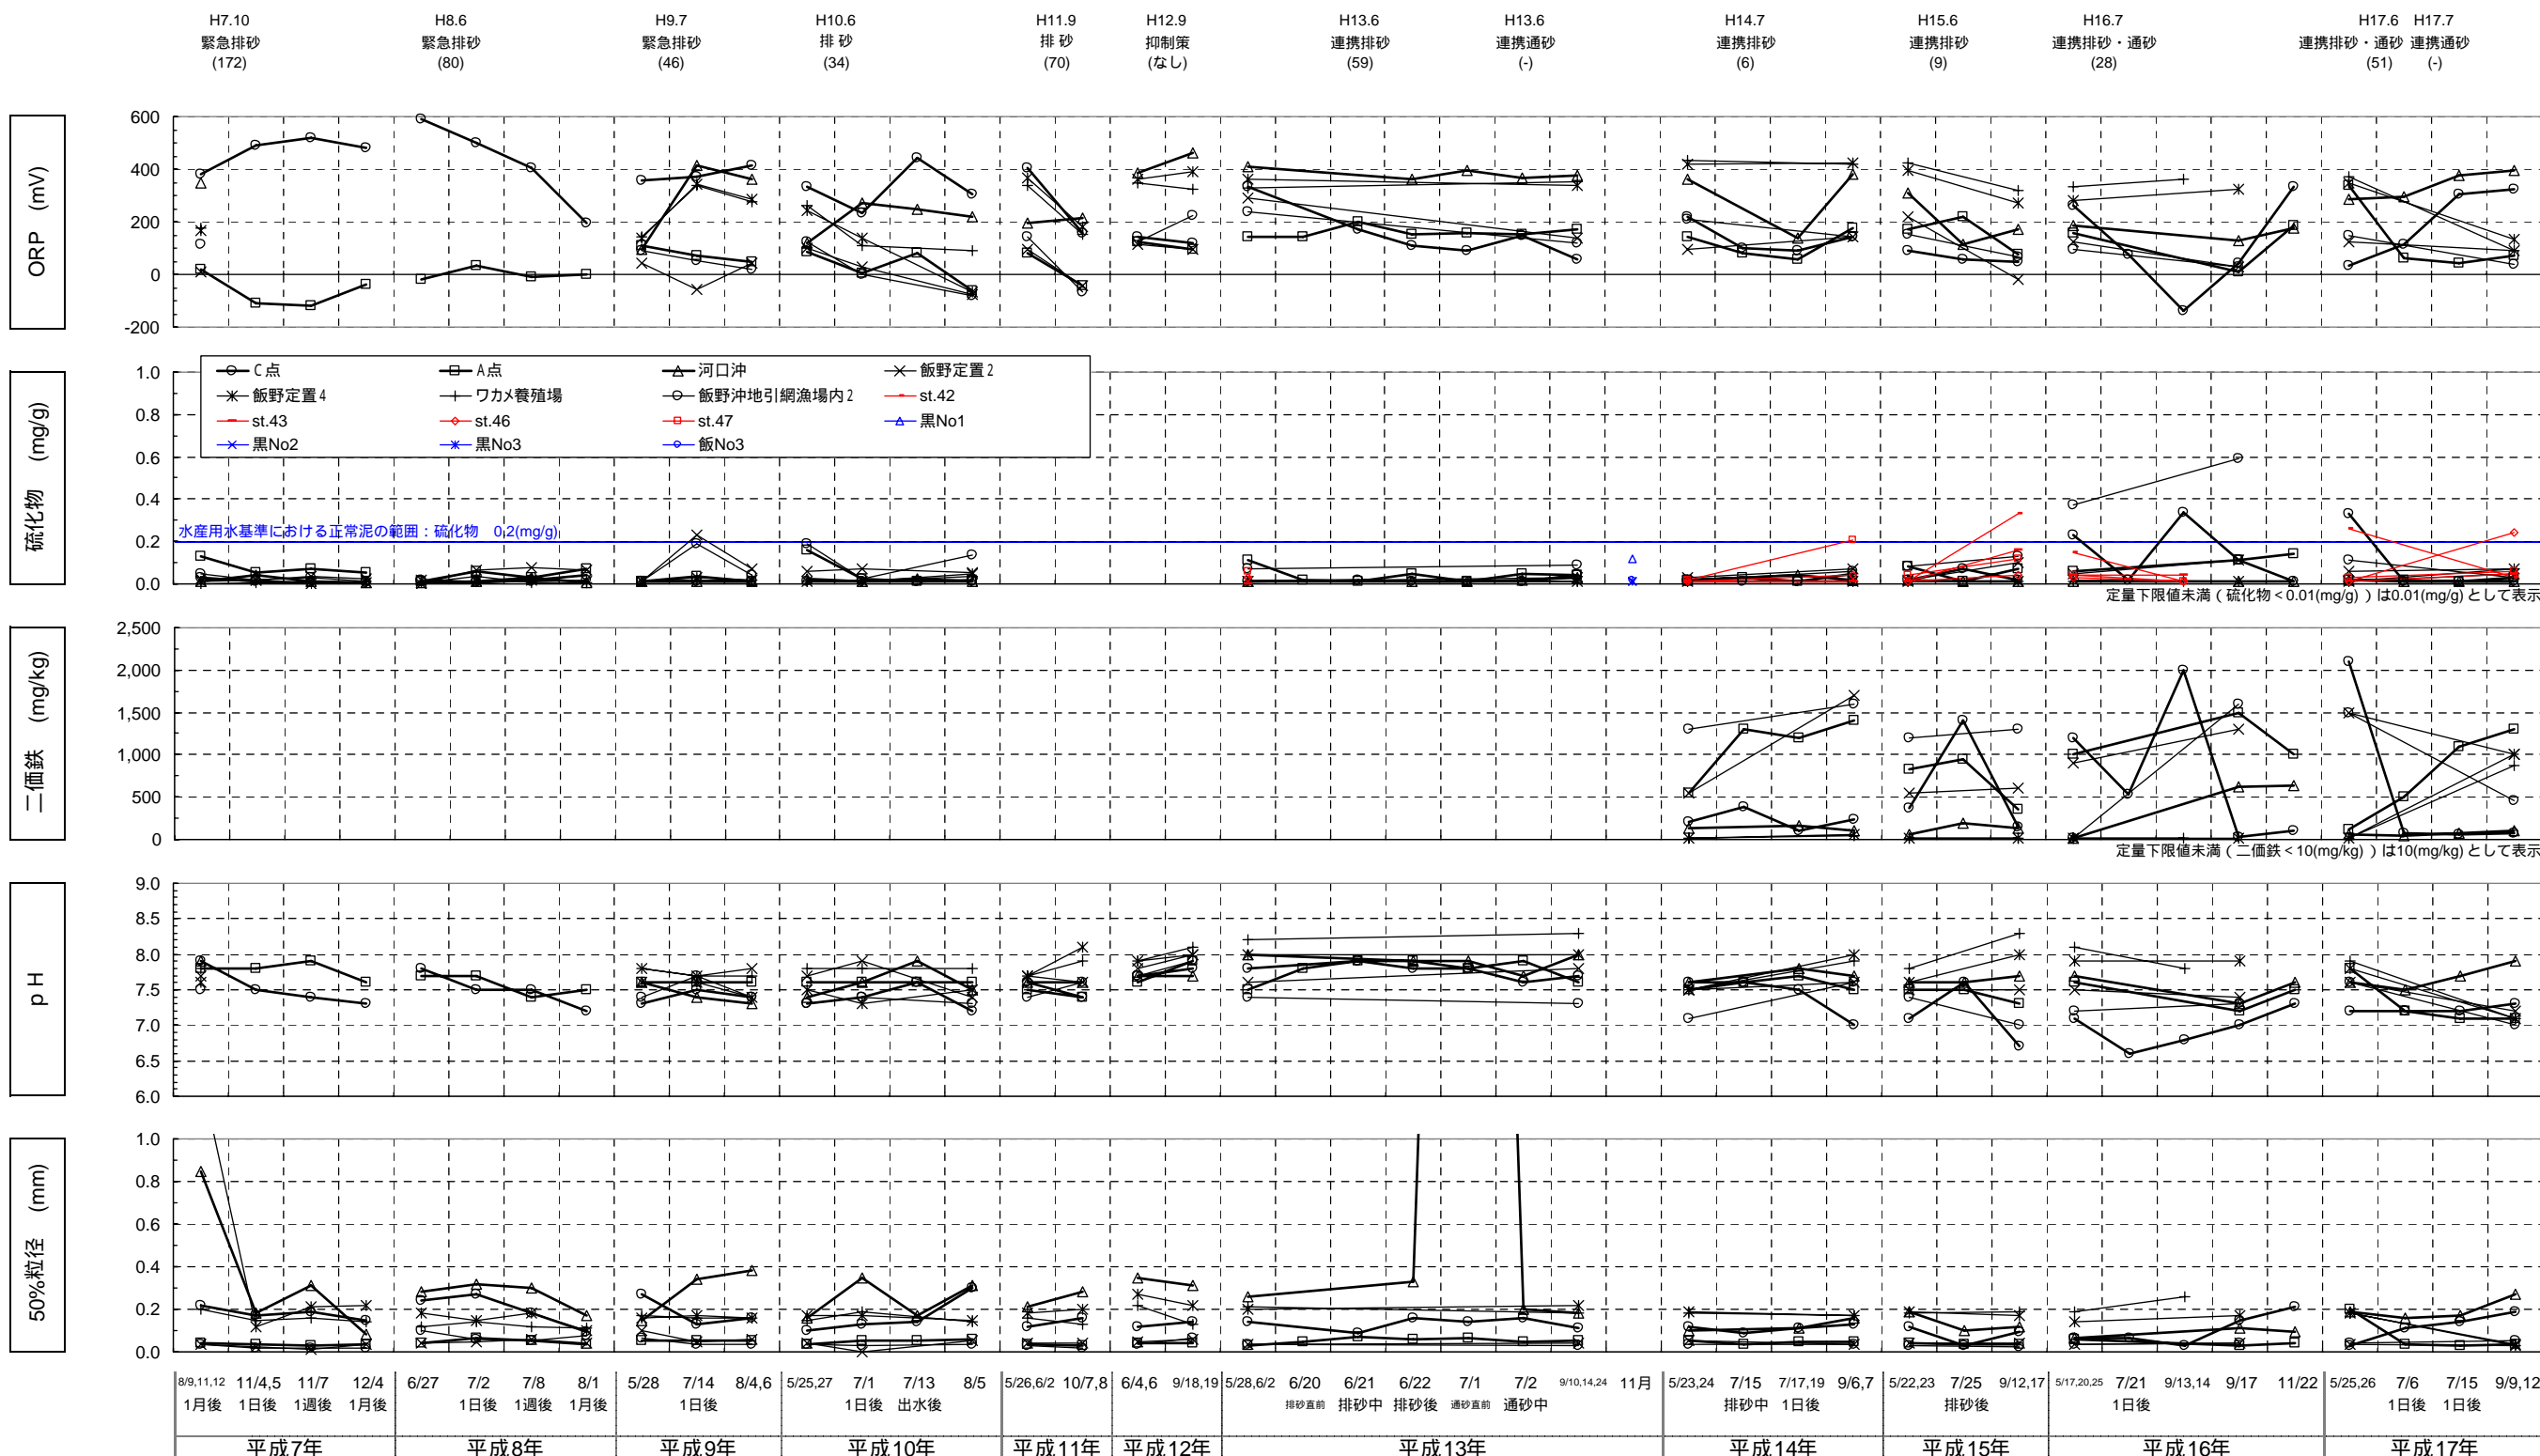 H7.10 H8.6 H9.7 H10.6 H11.9 H12.9 H13.6 H13.6 H14.7 H15.6 H16.7 H17.6 H17.7
緊急排砂 緊急排砂 緊急排砂 排 砂 排 砂 抑制策 連携排砂 連携通砂 連携排砂 連携排砂 連携排砂・通砂 連携排砂・通砂 連携通砂
(172) (80) (46) (34) (70) (なし) (59) (-) (6) (9) (28) (51) (-)
ORP (mV)
600
400
200
0
-200
硫化物 (mg/g)
1.0
0.8
0.6
0.4
0.2
0.0
C点 A点 河口沖 飯野定置2
飯野定置4 ワカメ養殖場 飯野沖地引網漁場内2 st.42
st.43 st.46 st.47 黒No1
黒No2 黒No3 飯No3
水産用水基準における正常泥の範囲：硫化物 0.2(mg/g)
定量下限値未満（硫化物＜0.01(mg/g)）は0.01(mg/g)として表示
二価鉄 (mg/kg)
2,500
2,000
1,500
1,000
500
0
定量下限値未満（二価鉄＜10(mg/kg)）は10(mg/kg)として表示
pH
9.0
8.5
8.0
7.5
7.0
6.5
6.0
50%粒径 (mm)
1.0
0.8
0.6
0.4
0.2
0.0
8/9,11,12 11/4,5 11/7 12/4 6/27 7/2 7/8 8/1 5/28 7/14 8/4,6 5/25,27 7/1 7/13 8/5 5/26,6/2 10/7,8 6/4,6 9/18,19 5/28,6/2 6/20 6/21 6/22 7/1 7/2 9/10,14,24 11月 5/23,24 7/15 7/17,19 9/6,7 5/22,23 7/25 9/12,17 5/17,20,25 7/21 9/13,14 9/17 11/22 5/25,26 7/6 7/15 9/9,12
1月後 1日後 1週後 1月後 1日後 1週後 1月後 1日後 1日後 出水後 排砂直前 排砂中 排砂後 通砂直前 通砂中 排砂中 1日後 排砂後 1日後 1日後 1日後
平成7年 平成8年 平成9年 平成10年 平成11年 平成12年 平成13年 平成14年 平成15年 平成16年 平成17年